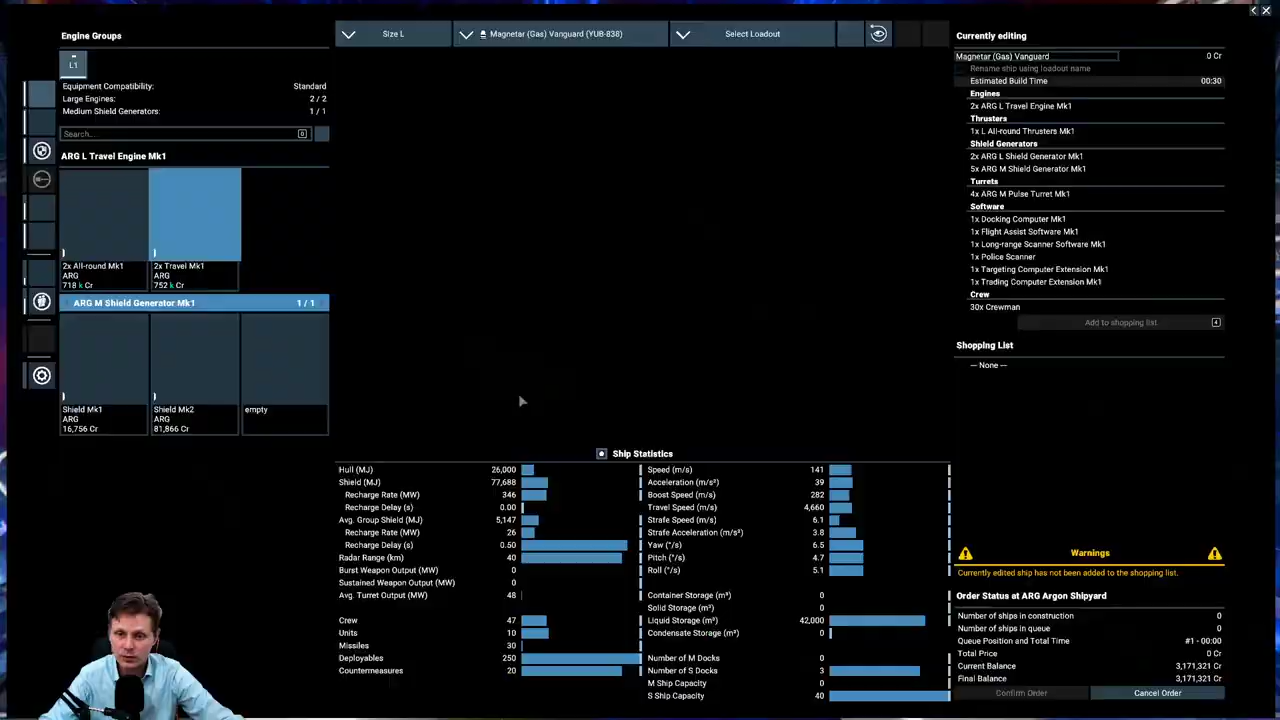 Engine Groups
L1
Equipment Compatibility: Standard
Large Engines: 2 / 2
Medium Shield Generators: 1 / 1
Search...
ARG L Travel Engine Mk1
2x All-round Mk1
ARG
718 k Cr
2x Travel Mk1
ARG
752 k Cr
ARG M Shield Generator Mk1 1 / 1
Shield Mk1
ARG
16,756 Cr
Shield Mk2
ARG
81,866 Cr
empty
Size L
Magnetar (Gas) Vanguard (YUB-838)
Select Loadout
Ship Statistics
Hull (MJ) 26,000
Shield (MJ) 77,688
Recharge Rate (MW) 346
Recharge Delay (s) 0.00
Avg. Group Shield (MJ) 5,147
Recharge Rate (MW) 26
Recharge Delay (s) 0.50
Radar Range (km) 40
Burst Weapon Output (MW) 0
Sustained Weapon Output (MW) 0
Avg. Turret Output (MW) 48
Crew 47
Units 10
Missiles 30
Deployables 250
Countermeasures 20
Speed (m/s) 141
Acceleration (m/s²) 39
Boost Speed (m/s) 282
Travel Speed (m/s) 4,660
Strafe Speed (m/s) 6.1
Strafe Acceleration (m/s²) 3.8
Yaw (°/s) 6.5
Pitch (°/s) 4.7
Roll (°/s) 5.1
Container Storage (m³) 0
Solid Storage (m³) 0
Liquid Storage (m³) 42,000
Condensate Storage (m³) 0
Number of M Docks 0
Number of S Docks 3
M Ship Capacity 0
S Ship Capacity 40
Currently editing
Magnetar (Gas) Vanguard 0 Cr
Rename ship using loadout name
Estimated Build Time 00:30
Engines
2x ARG L Travel Engine Mk1
Thrusters
1x L All-round Thrusters Mk1
Shield Generators
2x ARG L Shield Generator Mk1
5x ARG M Shield Generator Mk1
Turrets
4x ARG M Pulse Turret Mk1
Software
1x Docking Computer Mk1
1x Flight Assist Software Mk1
1x Long-range Scanner Software Mk1
1x Police Scanner
1x Targeting Computer Extension Mk1
1x Trading Computer Extension Mk1
Crew
30x Crewman
Add to shopping list 4
Shopping List
— None —
Warnings
Currently edited ship has not been added to the shopping list.
Order Status at ARG Argon Shipyard
Number of ships in construction 0
Number of ships in queue 0
Queue Position and Total Time #1 - 00:00
Total Price 0 Cr
Current Balance 3,171,321 Cr
Final Balance 3,171,321 Cr
Confirm Order
Cancel Order